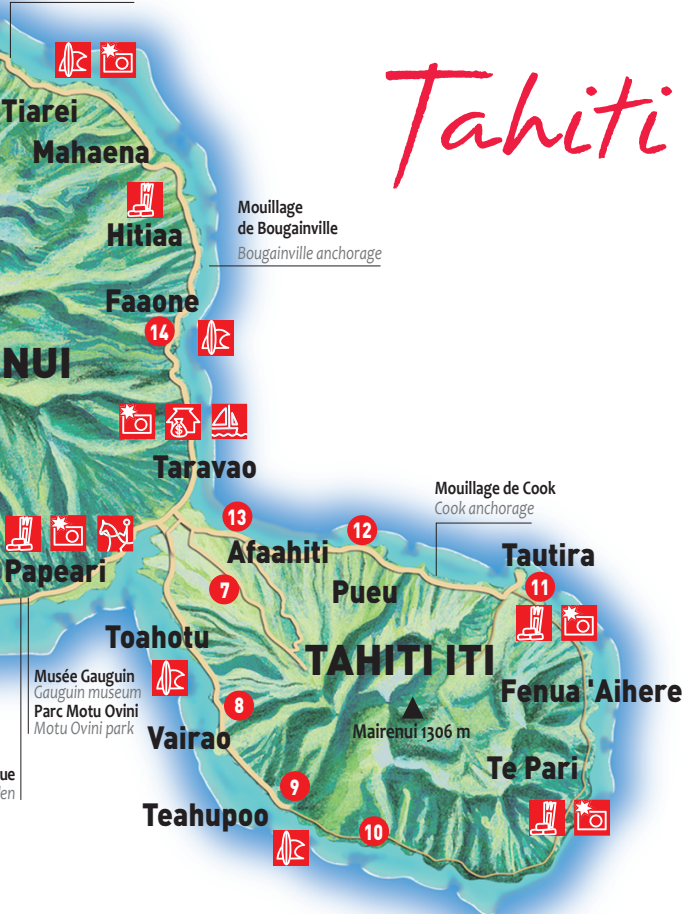 Tahiti
Tiarei
Mahaena
Hitiaa
Mouillage
de Bougainville
Bougainville anchorage
Faaone
14
NUI
$
Taravao
Mouillage de Cook
Cook anchorage
13
12
Afaahiti
Tautira
Papeari
7
Pueu
11
Toahotu
TAHITI ITI
Musée Gauguin
Gauguin museum
Parc Motu Ovini
Motu Ovini park
Fenua 'Aihere
8
Mairenui 1306 m
Vairao
Te Pari
9
Teahupoo
10